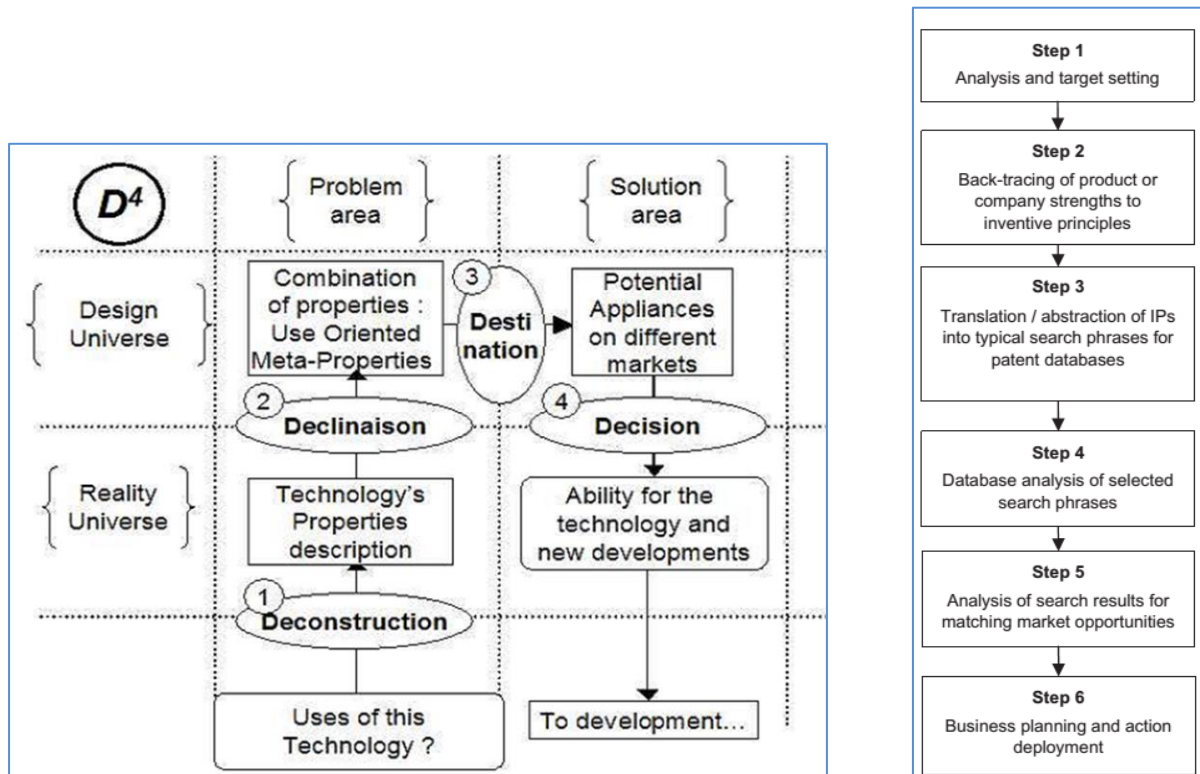 D4
Problem
area
Solution
area
Design
Universe
Combination
of properties :
Use Oriented
Meta-Properties
3
Desti
nation
Potential
Appliances
on different
markets
2
Declinaison
4
Decision
Reality
Universe
Technology's
Properties
description
Ability for the
technology and
new developments
1
Deconstruction
Uses of this
Technology ?
To development...
Step 1
Analysis and target setting
Step 2
Back-tracing of product or
company strengths to
inventive principles
Step 3
Translation / abstraction of IPs
into typical search phrases for
patent databases
Step 4
Database analysis of selected
search phrases
Step 5
Analysis of search results for
matching market opportunities
Step 6
Business planning and action
deployment